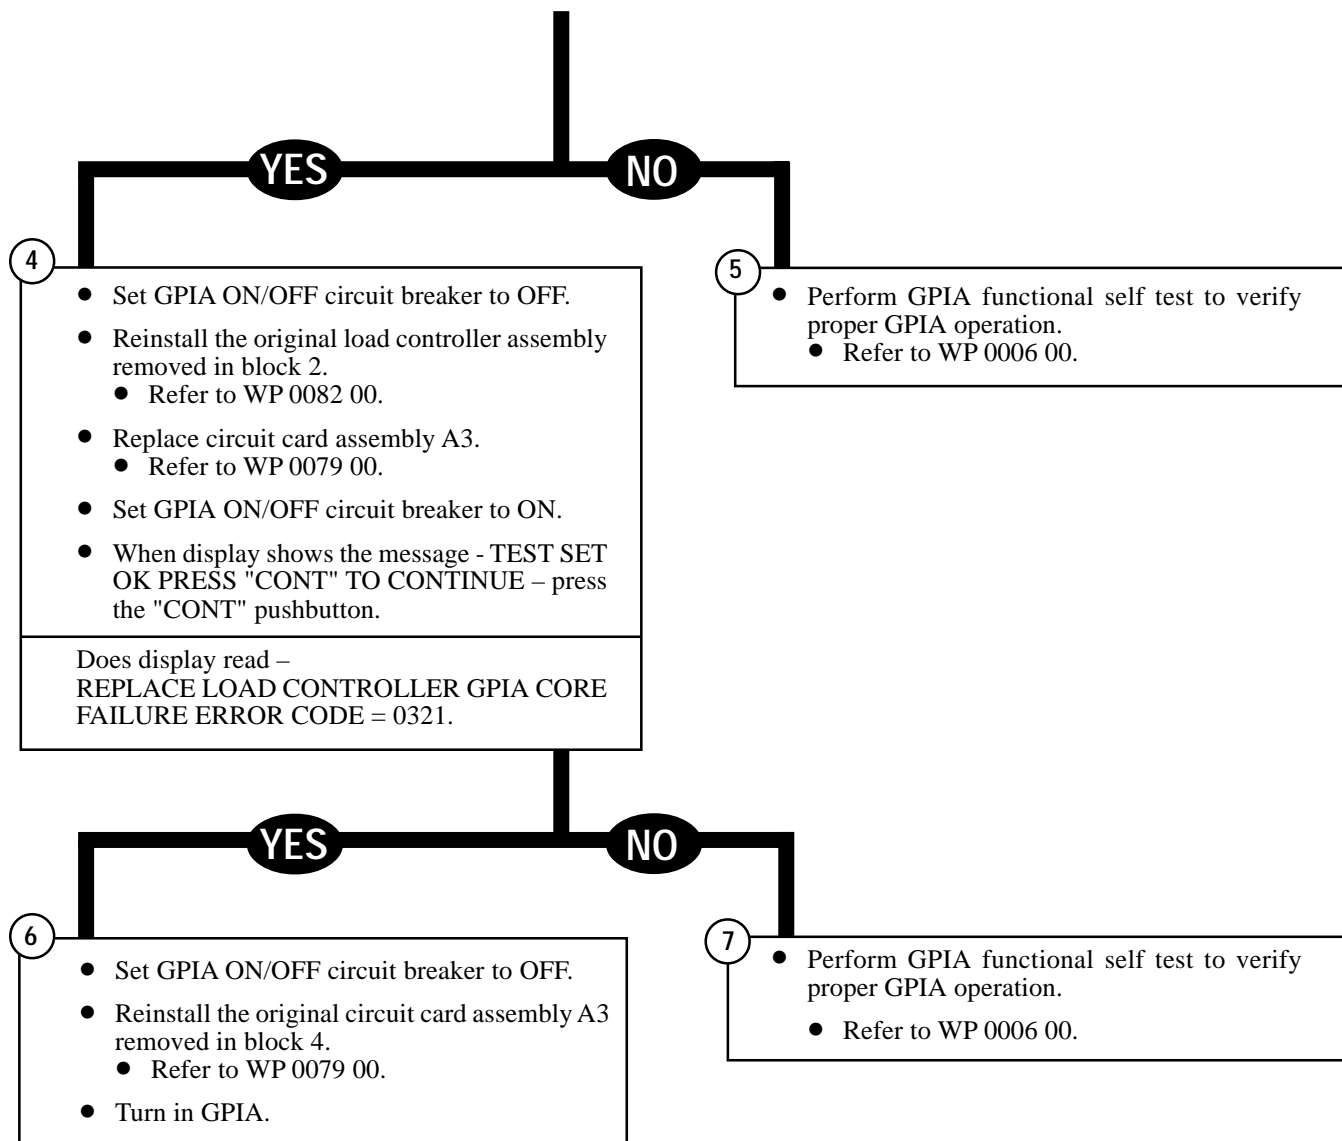 YES
NO
4
● Set GPIA ON/OFF circuit breaker to OFF.
● Reinstall the original load controller assembly
removed in block 2.
● Refer to WP 0082 00.
● Replace circuit card assembly A3.
● Refer to WP 0079 00.
● Set GPIA ON/OFF circuit breaker to ON.
● When display shows the message - TEST SET
OK PRESS "CONT" TO CONTINUE – press
the "CONT" pushbutton.
Does display read –
REPLACE LOAD CONTROLLER GPIA CORE
FAILURE ERROR CODE = 0321.
5
● Perform GPIA functional self test to verify
proper GPIA operation.
● Refer to WP 0006 00.
YES
NO
6
● Set GPIA ON/OFF circuit breaker to OFF.
● Reinstall the original circuit card assembly A3
removed in block 4.
● Refer to WP 0079 00.
● Turn in GPIA.
7
● Perform GPIA functional self test to verify
proper GPIA operation.
● Refer to WP 0006 00.